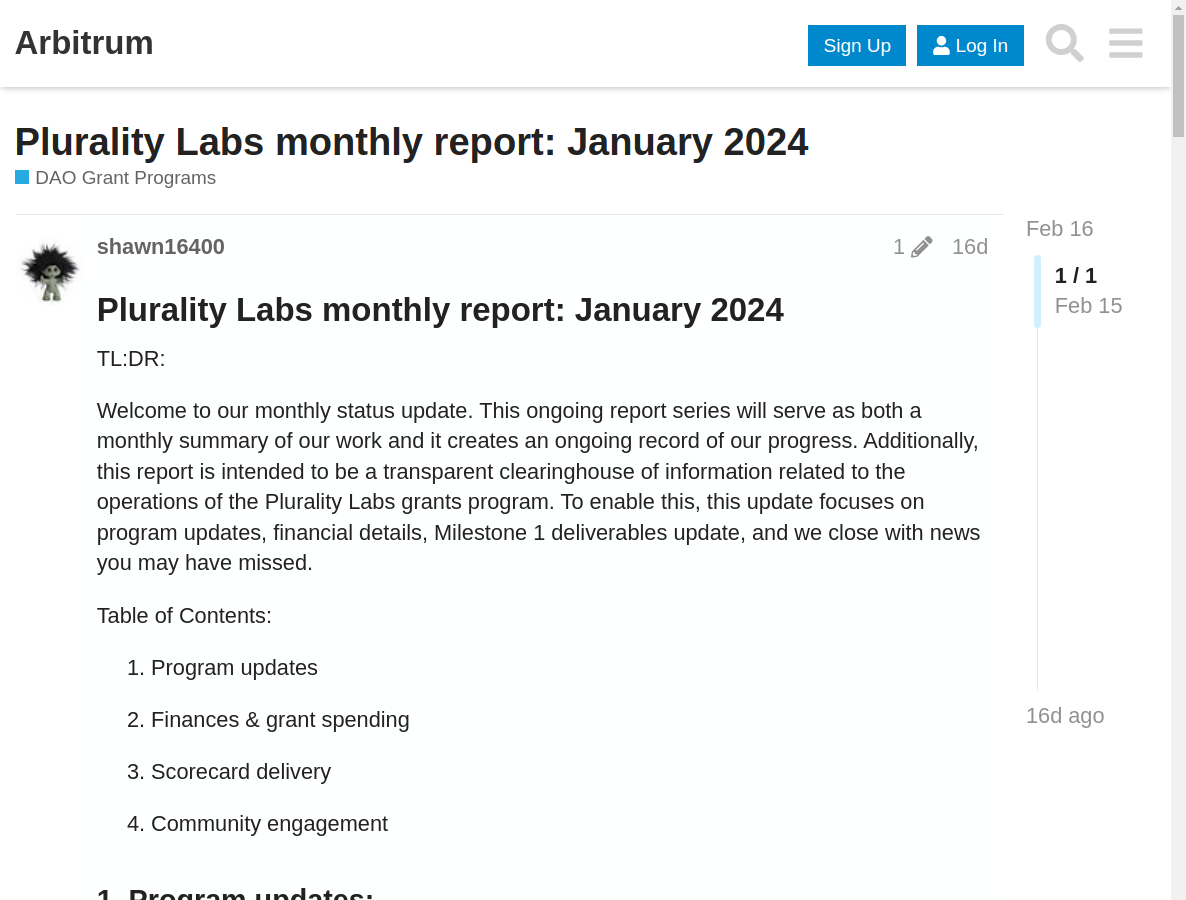 Arbitrum
Sign Up
Log In
Plurality Labs monthly report: January 2024
DAO Grant Programs
shawn16400
1
16d
Feb 16
1 / 1
Feb 15
16d ago
Plurality Labs monthly report: January 2024
TL:DR:
Welcome to our monthly status update. This ongoing report series will serve as both a
monthly summary of our work and it creates an ongoing record of our progress. Additionally,
this report is intended to be a transparent clearinghouse of information related to the
operations of the Plurality Labs grants program. To enable this, this update focuses on
program updates, financial details, Milestone 1 deliverables update, and we close with news
you may have missed.
Table of Contents:
1. Program updates
2. Finances & grant spending
3. Scorecard delivery
4. Community engagement
1. Program updates: